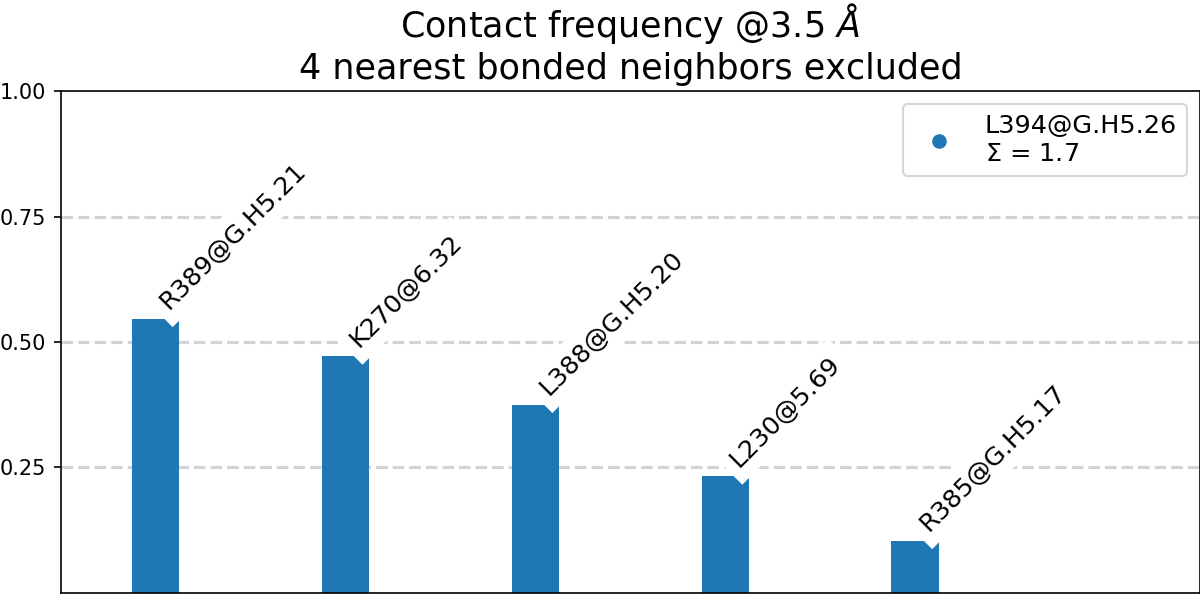 Contact frequency @3.5 Å
4 nearest bonded neighbors excluded
1.00
0.75
0.50
0.25
L394@G.H5.26
Σ = 1.7
R389@G.H5.21
K270@6.32
L388@G.H5.20
L230@5.69
R385@G.H5.17